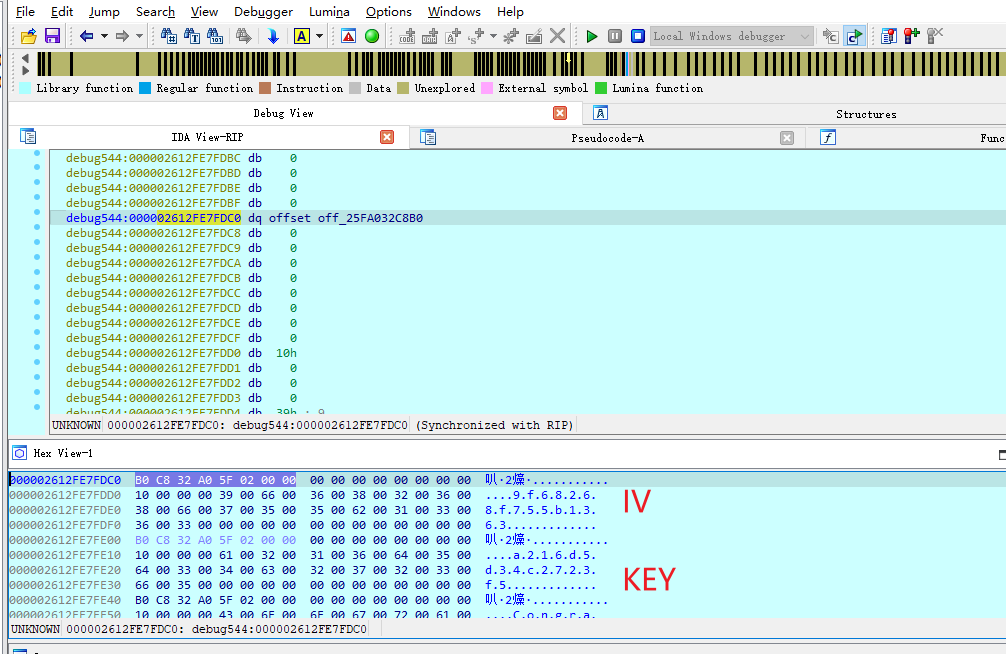 File Edit Jump Search View Debugger Lumina Options Windows Help
Local Windows debugger
Library function Regular function Instruction Data Unexplored External symbol Lumina function
Debug View Structures
IDA View-RIP Pseudocode-A Func
debug544:000002612FE7FDBC db 0
debug544:000002612FE7FDBD db 0
debug544:000002612FE7FDBE db 0
debug544:000002612FE7FDBF db 0
debug544:000002612FE7FDC0 dq offset off_25FA032C8B0
debug544:000002612FE7FDC8 db 0
debug544:000002612FE7FDC9 db 0
debug544:000002612FE7FDCA db 0
debug544:000002612FE7FDCB db 0
debug544:000002612FE7FDCC db 0
debug544:000002612FE7FDCD db 0
debug544:000002612FE7FDCE db 0
debug544:000002612FE7FDCF db 0
debug544:000002612FE7FDD0 db 10h
debug544:000002612FE7FDD1 db 0
debug544:000002612FE7FDD2 db 0
debug544:000002612FE7FDD3 db 0
debug544:000002612FE7FDD4 db 39h ; 9
UNKNOWN 000002612FE7FDC0: debug544:000002612FE7FDC0 (Synchronized with RIP)
Hex View-1
000002612FE7FDC0 B0 C8 32 A0 5F 02 00 00 00 00 00 00 00 00 00 00
000002612FE7FDD0 10 00 00 00 39 00 66 00 36 00 38 00 32 00 36 00 ....9.f.6.8.2.6.
000002612FE7FDE0 38 00 66 00 37 00 35 00 35 00 62 00 31 00 33 00 8.f.7.5.5.b.1.3.
IV
000002612FE7FDF0 36 00 33 00 00 00 00 00 00 00 00 00 00 00 00 00 6.3.............
000002612FE7FE00 B0 C8 32 A0 5F 02 00 00 00 00 00 00 00 00 00 00
000002612FE7FE10 10 00 00 00 61 00 32 00 31 00 36 00 64 00 35 00 ....a.2.1.6.d.5.
000002612FE7FE20 64 00 33 00 34 00 63 00 32 00 37 00 32 00 33 00 d.3.4.c.2.7.2.3.
KEY
000002612FE7FE30 66 00 35 00 00 00 00 00 00 00 00 00 00 00 00 00 f.5.............
000002612FE7FE40 B0 C8 32 A0 5F 02 00 00 00 00 00 00 00 00 00 00
000002612FE7FE50 10 00 00 00 43 00 6F 00 6E 00 67 00 72 00 61 00 ....C.o.n.g.r.a.
UNKNOWN 000002612FE7FDC0: debug544:000002612FE7FDC0